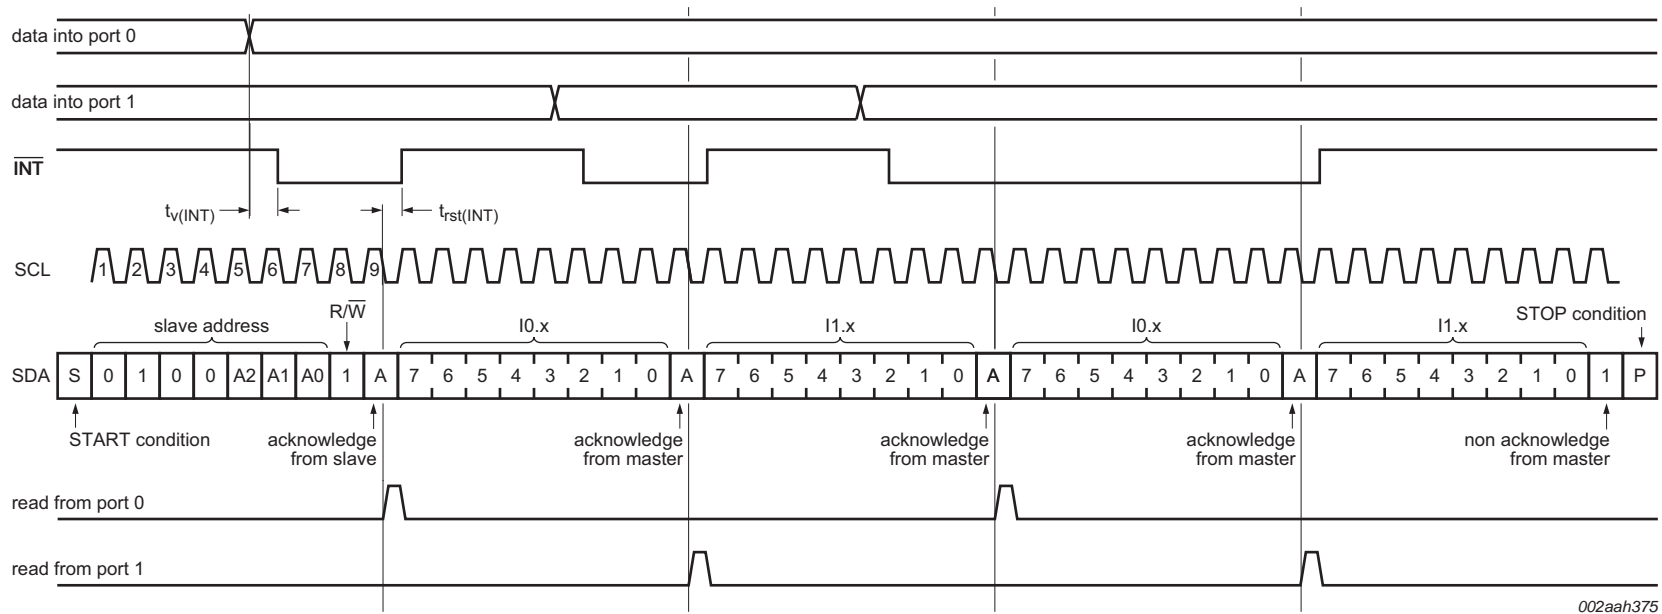 data into port 0
data into port 1
INT
tv(INT)
trst(INT)
SCL
1 2 3 4 5 6 7 8 9
R/W
slave address
I0.x
I1.x
I0.x
I1.x
STOP condition
SDA S 0 1 0 0 A2 A1 A0 1 A 7 6 5 4 3 2 1 0 A 7 6 5 4 3 2 1 0 A 7 6 5 4 3 2 1 0 A 7 6 5 4 3 2 1 0 1 P
START condition
acknowledge
from slave
acknowledge
from master
acknowledge
from master
acknowledge
from master
non acknowledge
from master
read from port 0
read from port 1
002aah375